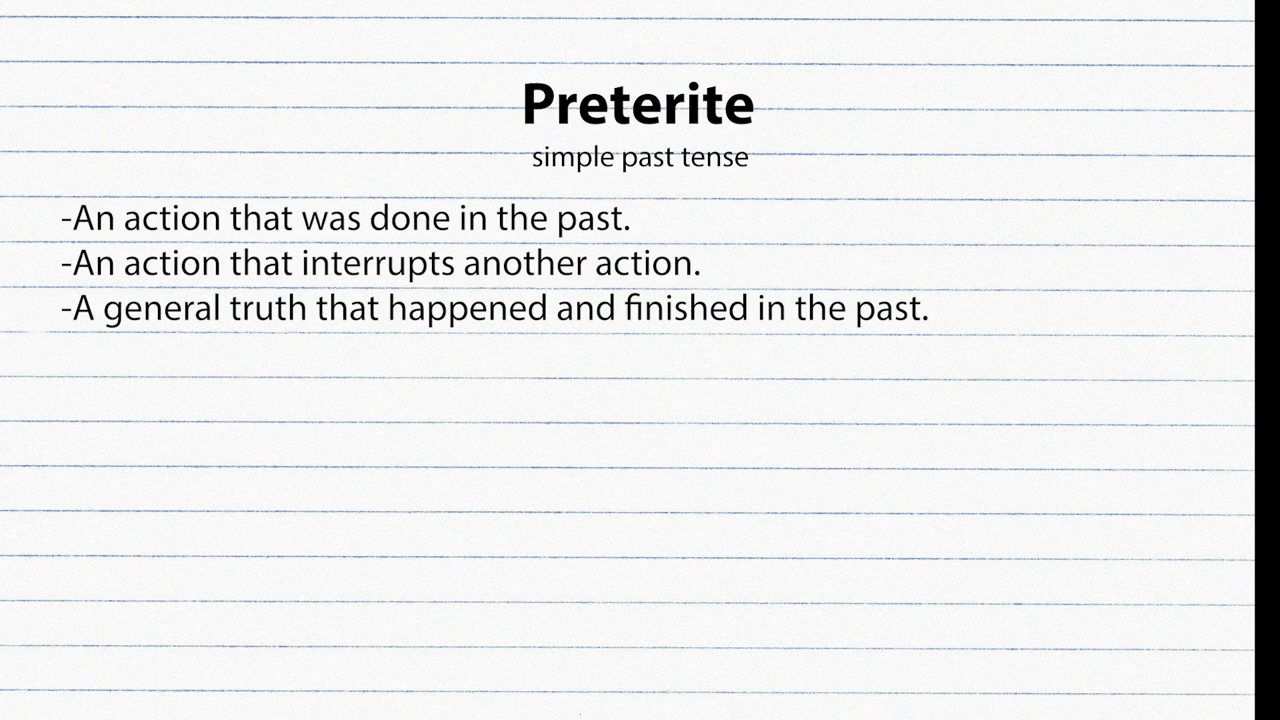 Preterite
simple past tense
-An action that was done in the past.
-An action that interrupts another action.
-A general truth that happened and finished in the past.